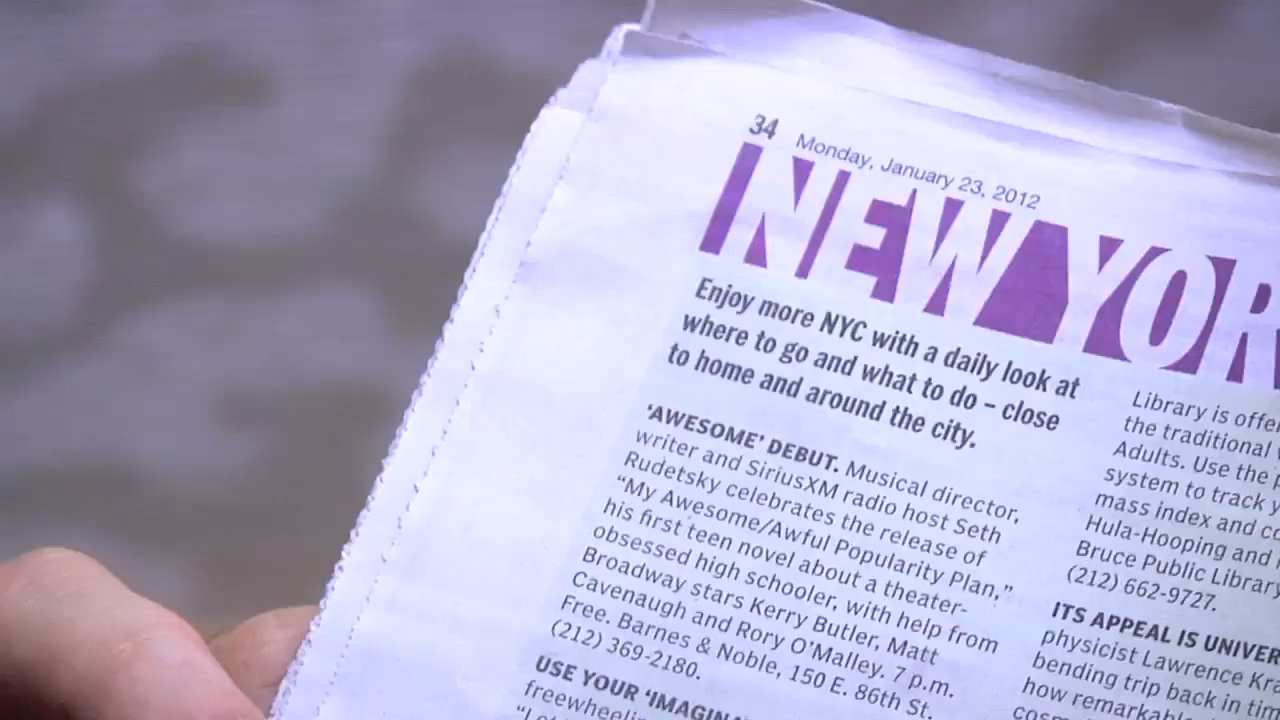 34 Monday, January 23, 2012
NEW YOR
Enjoy more NYC with a daily look at
where to go and what to do – close
to home and around the city.
'AWESOME' DEBUT. Musical director,
writer and SiriusXM radio host Seth
Rudetsky celebrates the release of
“My Awesome/Awful Popularity Plan,”
his first teen novel about a theater-
obsessed high schooler, with help from
Broadway stars Kerry Butler, Matt
Cavenaugh and Rory O'Malley. 7 p.m.
Free. Barnes & Noble, 150 E. 86th St.
(212) 369-2180.
USE YOUR 'IMAGINA
freewheelin
Library is offe
the traditional
Adults. Use the
system to track y
mass index and co
Hula-Hooping and
Bruce Public Library
(212) 662-9727.
ITS APPEAL IS UNIVER
physicist Lawrence Kra
bending trip back in tim
how remarkabl